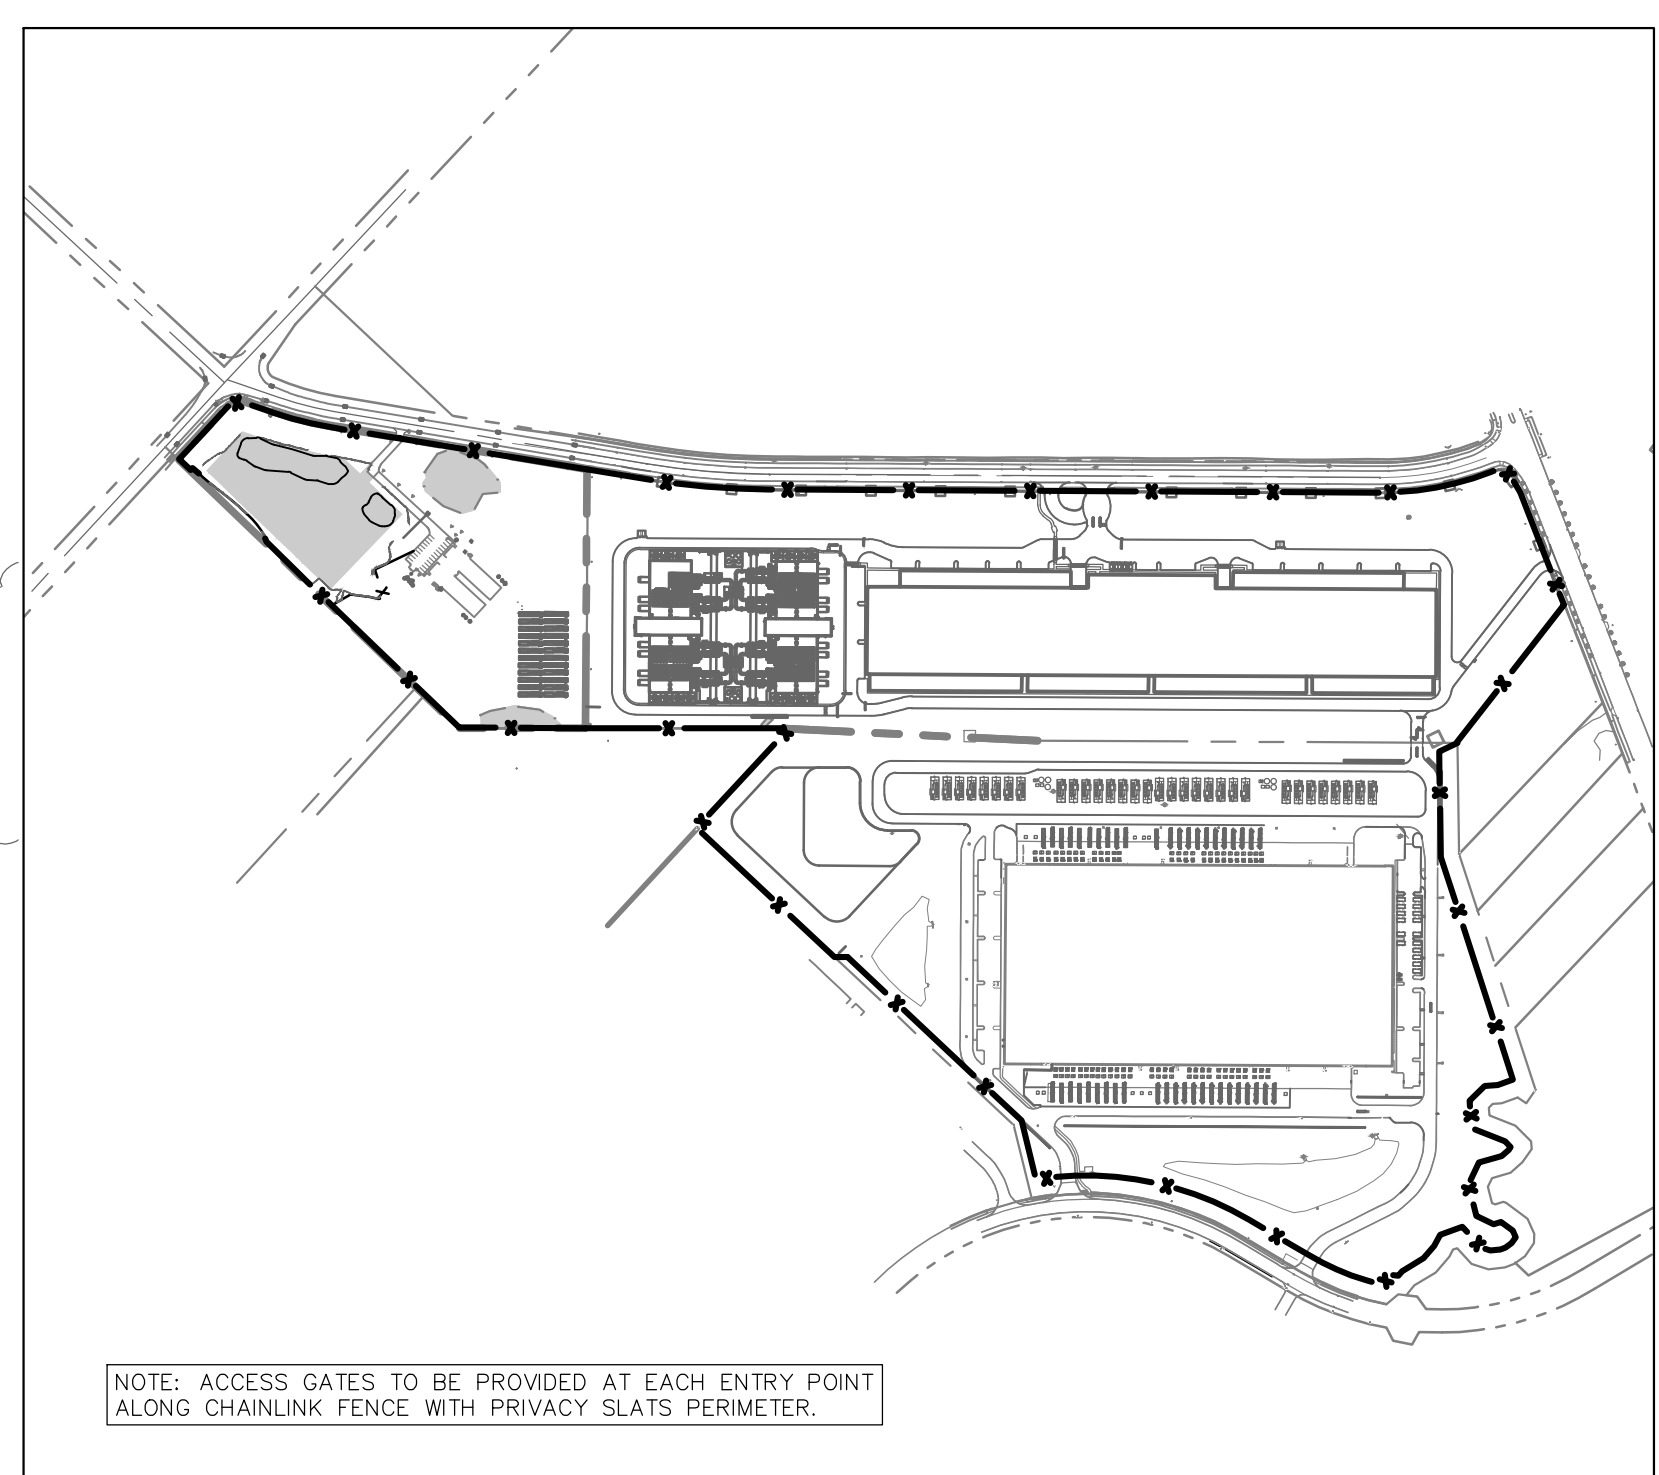 NOTE: ACCESS GATES TO BE PROVIDED AT EACH ENTRY POINT
ALONG CHAINLINK FENCE WITH PRIVACY SLATS PERIMETER.